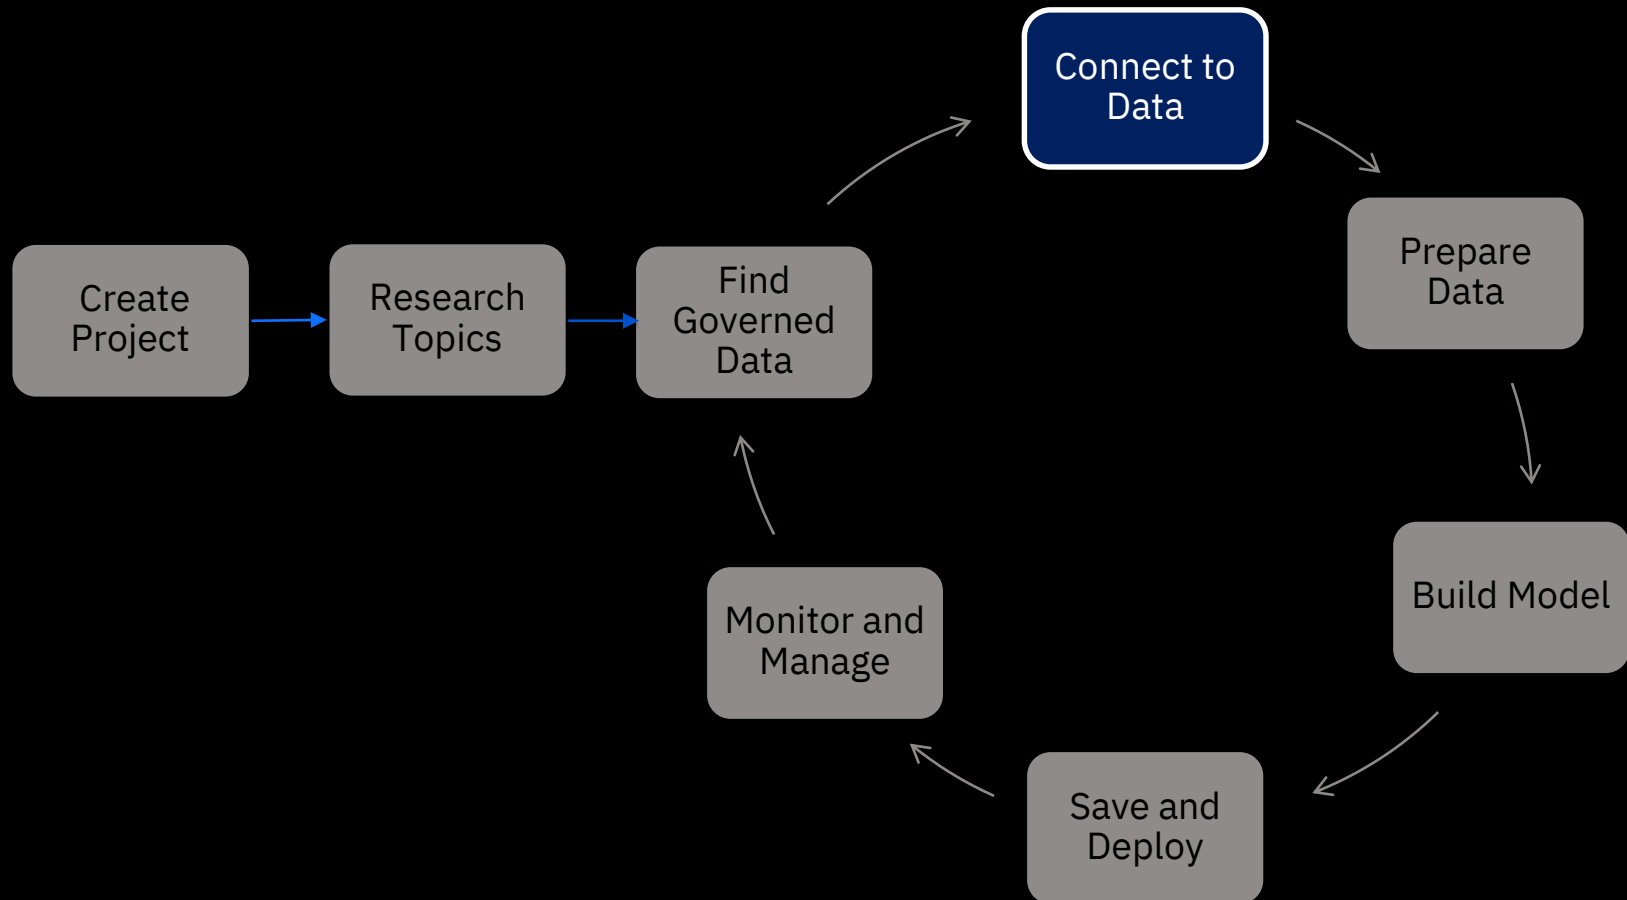 Connect to
Data
Create
Project
Research
Topics
Find
Governed
Data
Prepare
Data
Build Model
Save and
Deploy
Monitor and
Manage